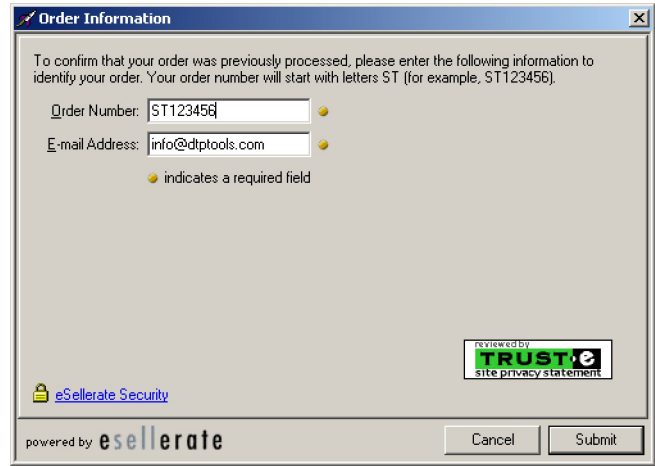 Order Information
To confirm that your order was previously processed, please enter the following information to
identify your order. Your order number will start with letters ST (for example, ST123456).
Order Number: ST123456
E-mail Address: info@dtptools.com
indicates a required field
reviewed by
TRUST·e
site privacy statement
eSellerate Security
powered by esellerate
Cancel Submit